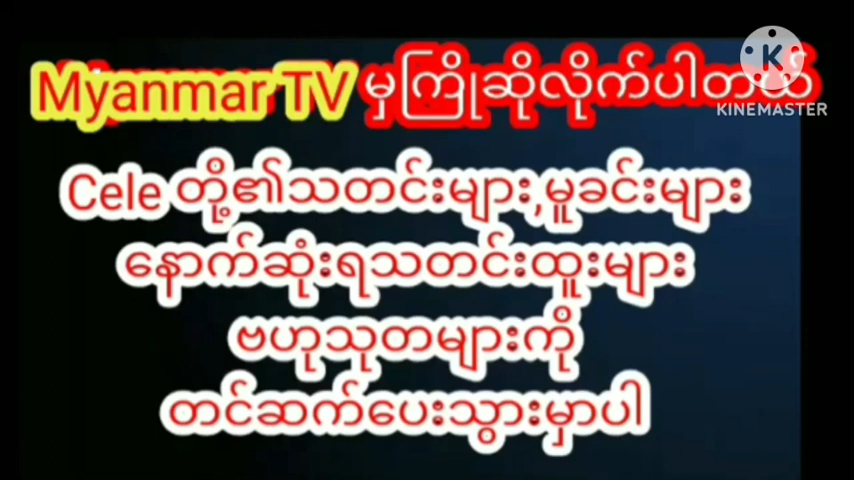 Myanmar TV မှကြိုဆိုလိုက်ပါတယ်
KINEMASTER
Cele တို့၏သတင်းများ,မူခင်းများ
နောက်ဆုံးရသတင်းထူးများ
ဗဟုသုတများကို
တင်ဆက်ပေးသွားမှာပါ